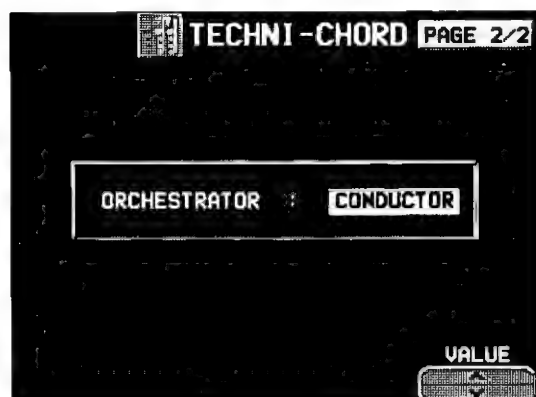 TECHNI-CHORD PAGE 2/2
ORCHESTRATOR : CONDUCTOR
VALUE